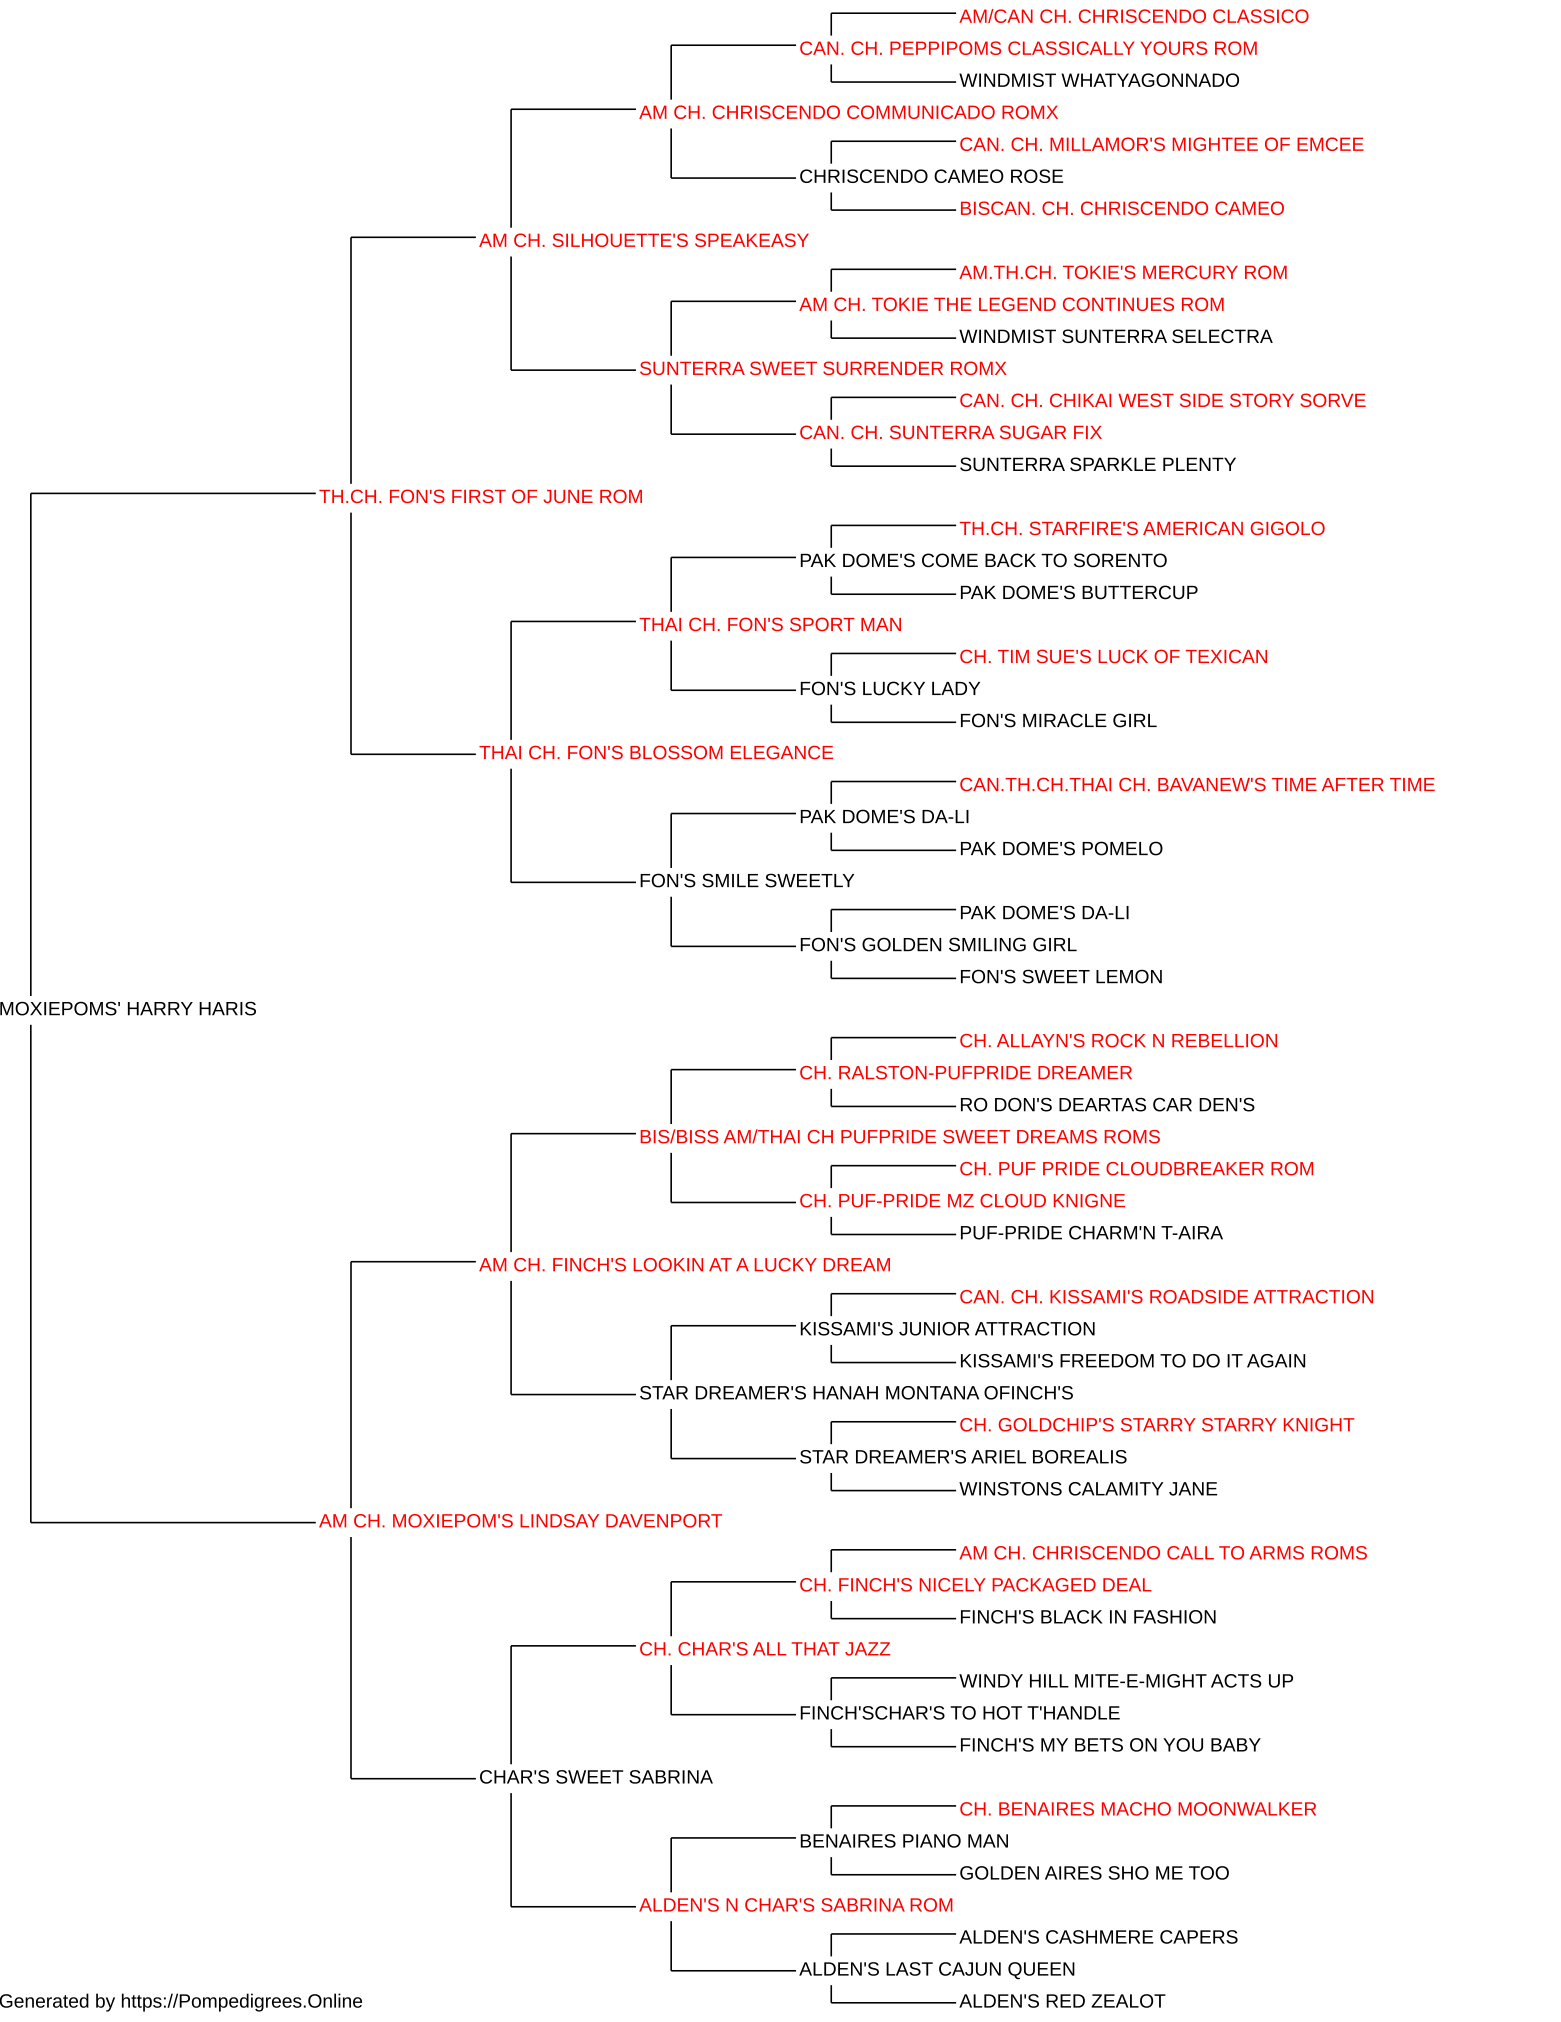 AM/CAN CH. CHRISCENDO CLASSICO
CAN. CH. PEPPIPOMS CLASSICALLY YOURS ROM
WINDMIST WHATYAGONNADO
AM CH. CHRISCENDO COMMUNICADO ROMX
CAN. CH. MILLAMOR'S MIGHTEE OF EMCEE
CHRISCENDO CAMEO ROSE
BISCAN. CH. CHRISCENDO CAMEO
AM CH. SILHOUETTE'S SPEAKEASY
AM.TH.CH. TOKIE'S MERCURY ROM
AM CH. TOKIE THE LEGEND CONTINUES ROM
WINDMIST SUNTERRA SELECTRA
SUNTERRA SWEET SURRENDER ROMX
CAN. CH. CHIKAI WEST SIDE STORY SORVE
CAN. CH. SUNTERRA SUGAR FIX
SUNTERRA SPARKLE PLENTY
TH.CH. FON'S FIRST OF JUNE ROM
TH.CH. STARFIRE'S AMERICAN GIGOLO
PAK DOME'S COME BACK TO SORENTO
PAK DOME'S BUTTERCUP
THAI CH. FON'S SPORT MAN
CH. TIM SUE'S LUCK OF TEXICAN
FON'S LUCKY LADY
FON'S MIRACLE GIRL
THAI CH. FON'S BLOSSOM ELEGANCE
CAN.TH.CH.THAI CH. BAVANEW'S TIME AFTER TIME
PAK DOME'S DA-LI
PAK DOME'S POMELO
FON'S SMILE SWEETLY
PAK DOME'S DA-LI
FON'S GOLDEN SMILING GIRL
FON'S SWEET LEMON
MOXIEPOMS' HARRY HARIS
CH. ALLAYN'S ROCK N REBELLION
CH. RALSTON-PUFPRIDE DREAMER
RO DON'S DEARTAS CAR DEN'S
BIS/BISS AM/THAI CH PUFPRIDE SWEET DREAMS ROMS
CH. PUF PRIDE CLOUDBREAKER ROM
CH. PUF-PRIDE MZ CLOUD KNIGNE
PUF-PRIDE CHARM'N T-AIRA
AM CH. FINCH'S LOOKIN AT A LUCKY DREAM
CAN. CH. KISSAMI'S ROADSIDE ATTRACTION
KISSAMI'S JUNIOR ATTRACTION
KISSAMI'S FREEDOM TO DO IT AGAIN
STAR DREAMER'S HANAH MONTANA OFINCH'S
CH. GOLDCHIP'S STARRY STARRY KNIGHT
STAR DREAMER'S ARIEL BOREALIS
WINSTONS CALAMITY JANE
AM CH. MOXIEPOM'S LINDSAY DAVENPORT
AM CH. CHRISCENDO CALL TO ARMS ROMS
CH. FINCH'S NICELY PACKAGED DEAL
FINCH'S BLACK IN FASHION
CH. CHAR'S ALL THAT JAZZ
WINDY HILL MITE-E-MIGHT ACTS UP
FINCH'SCHAR'S TO HOT T'HANDLE
FINCH'S MY BETS ON YOU BABY
CHAR'S SWEET SABRINA
CH. BENAIRES MACHO MOONWALKER
BENAIRES PIANO MAN
GOLDEN AIRES SHO ME TOO
ALDEN'S N CHAR'S SABRINA ROM
ALDEN'S CASHMERE CAPERS
ALDEN'S LAST CAJUN QUEEN
ALDEN'S RED ZEALOT
Generated by https://Pompedigrees.Online